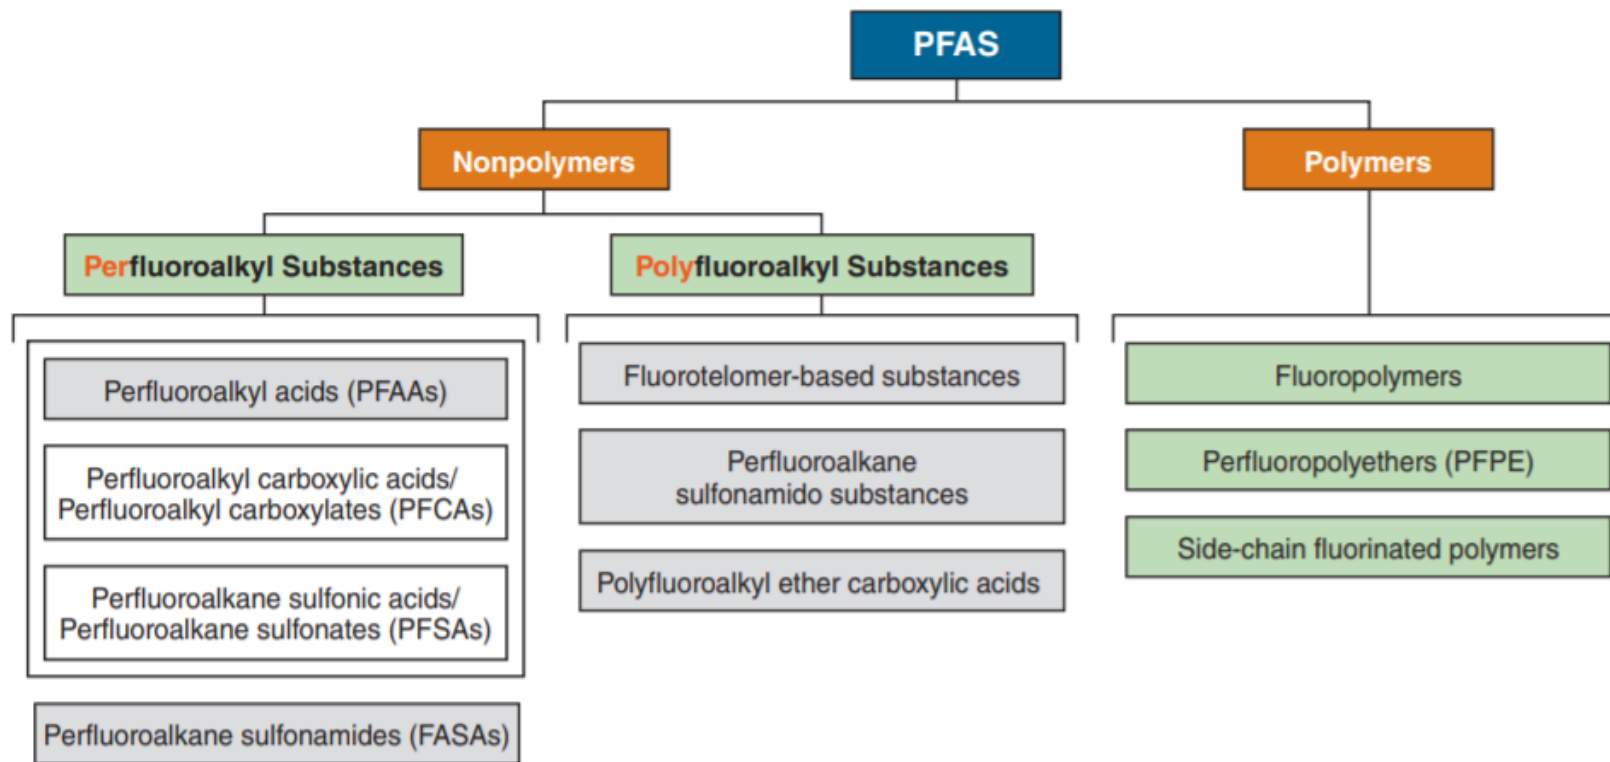 PFAS
Nonpolymers
Polymers
Perfluoroalkyl Substances
Polyfluoroalkyl Substances
Perfluoroalkyl acids (PFAAs)
Perfluoroalkyl carboxylic acids/
Perfluoroalkyl carboxylates (PFCAs)
Perfluoroalkane sulfonic acids/
Perfluoroalkane sulfonates (PFSAs)
Perfluoroalkane sulfonamides (FASAs)
Fluorotelomer-based substances
Perfluoroalkane
sulfonamido substances
Polyfluoroalkyl ether carboxylic acids
Fluoropolymers
Perfluoropolyethers (PFPE)
Side-chain fluorinated polymers